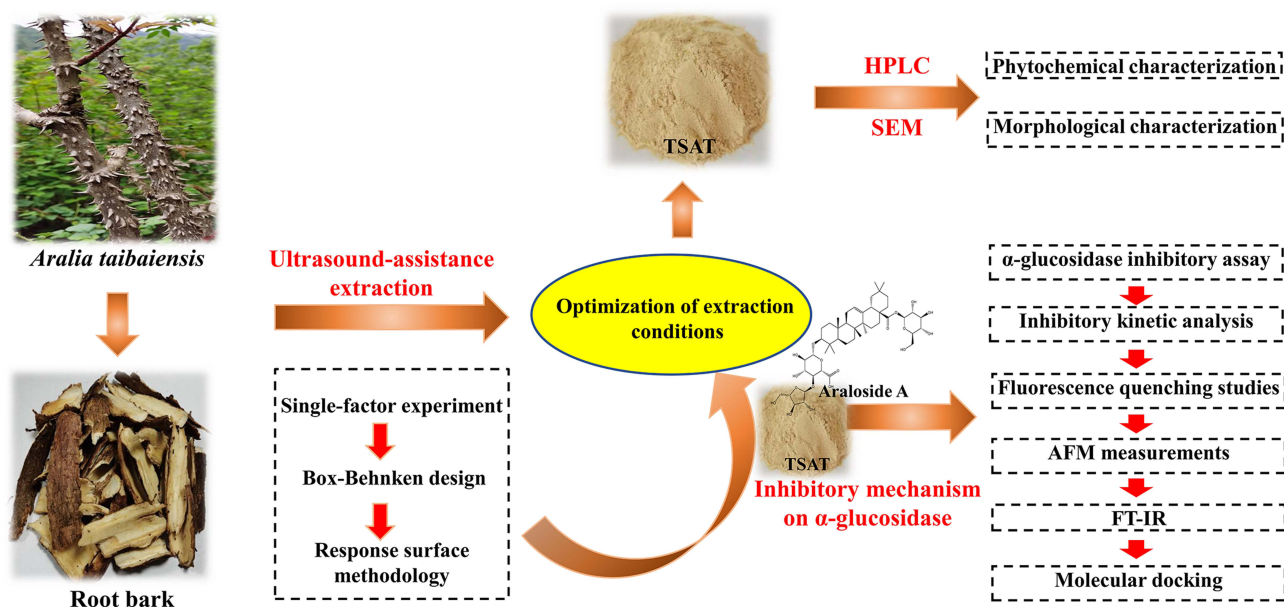 Aralia taibaiensis
Root bark
Ultrasound-assistance
extraction
Single-factor experiment
Box-Behnken design
Response surface
methodology
Optimization of extraction
conditions
TSAT
HPLC
SEM
Phytochemical characterization
Morphological characterization
Araloside A
TSAT
Inhibitory mechanism
on α-glucosidase
α-glucosidase inhibitory assay
Inhibitory kinetic analysis
Fluorescence quenching studies
AFM measurements
FT-IR
Molecular docking